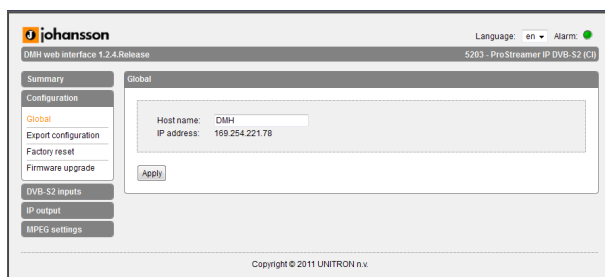 johansson
Language: en Alarm:
DMH web interface 1.2.4.Release 5203 - ProStreamer IP DVB-S2 (CI)
Summary
Configuration
Global
Export configuration
Factory reset
Firmware upgrade
DVB-S2 inputs
IP output
MPEG settings
Global
Host name: DMH
IP address: 169.254.221.78
Apply
Copyright © 2011 UNITRON n.v.